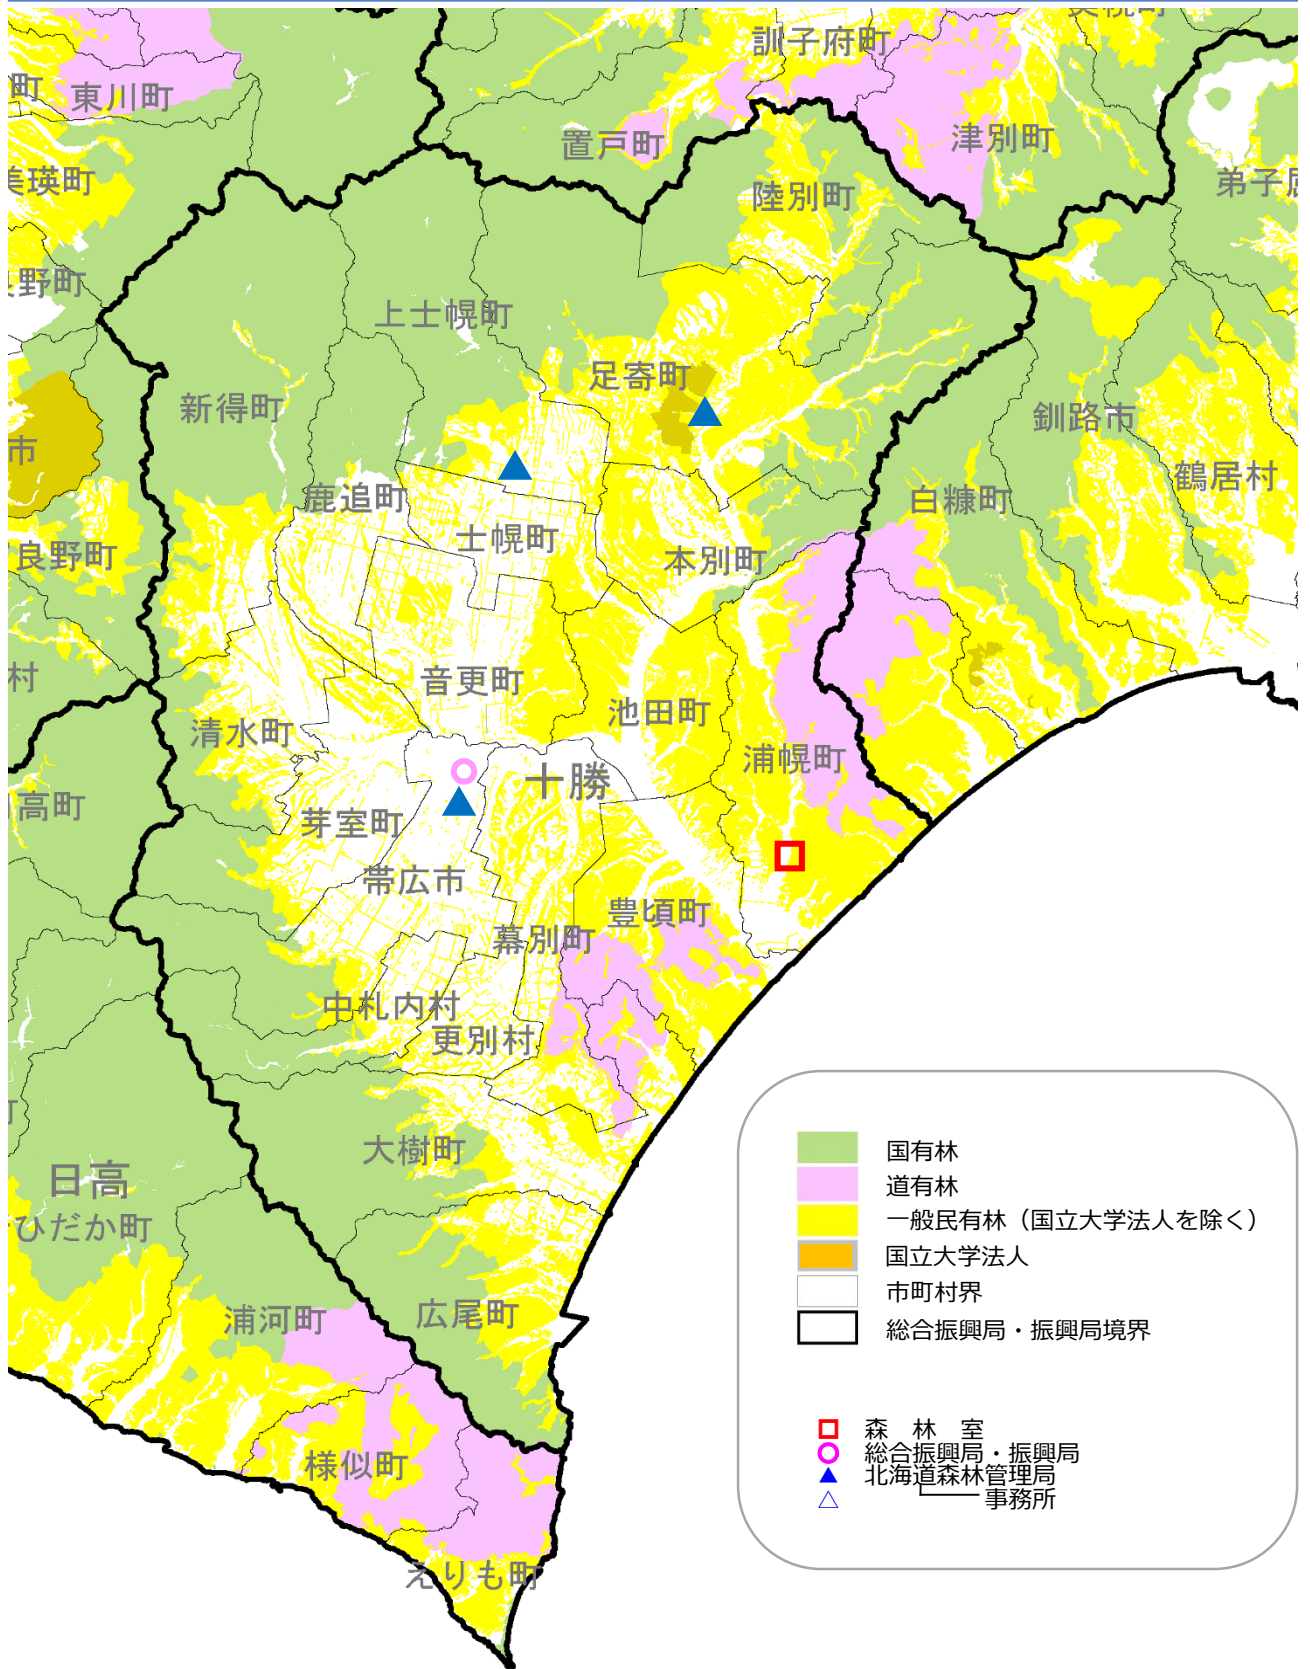 訓子府町
町
東川町
置戸町
津別町
美瑛町
陸別町
弟子
野町
上士幌町
足寄町
新得町
釧路市
市
鹿追町
白糠町
鶴居村
士幌町
良野町
本別町
村
音更町
池田町
清水町
浦幌町
十勝
高町
芽室町
帯広市
豊頃町
幕別町
中札内村
更別村
大樹町
日高
ひだか町
浦河町
広尾町
様似町
えりも町
国有林
道有林
一般民有林（国立大学法人を除く）
国立大学法人
市町村界
総合振興局・振興局境界
森　林　室
総合振興局・振興局
北海道森林管理局
事務所